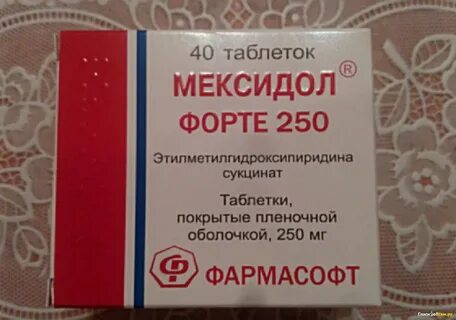 40 таблеток
МЕКСИДОЛ®
ФОРТЕ 250
Этилметилгидроксипиридина
сукцинат
Таблетки,
покрытые пленочной
оболочкой, 250 мг
ФАРМАСОФТ